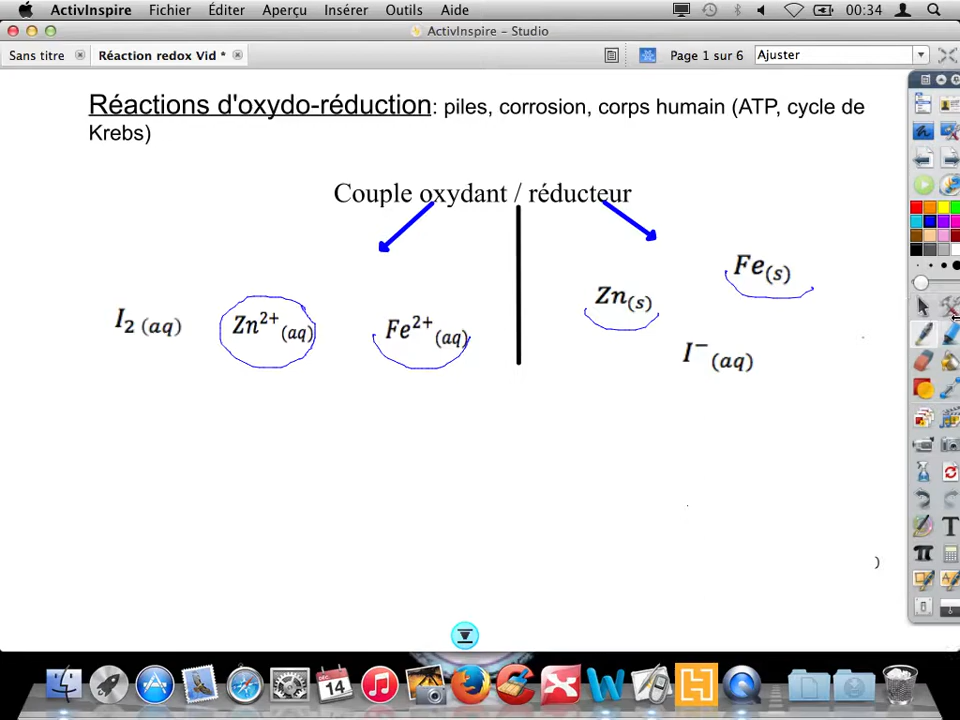 ActivInspire Fichier Éditer Aperçu Insérer Outils Aide 00:34
ActivInspire – Studio
Sans titre Réaction redox Vid * Page 1 sur 6 Ajuster
Réactions d'oxydo-réduction: piles, corrosion, corps humain (ATP, cycle de
Krebs)
Couple oxydant / réducteur
Fe(s)
Zn(s)
I₂ (aq) Zn²⁺(aq) Fe²⁺(aq)
I⁻(aq)
)
DEC.
14